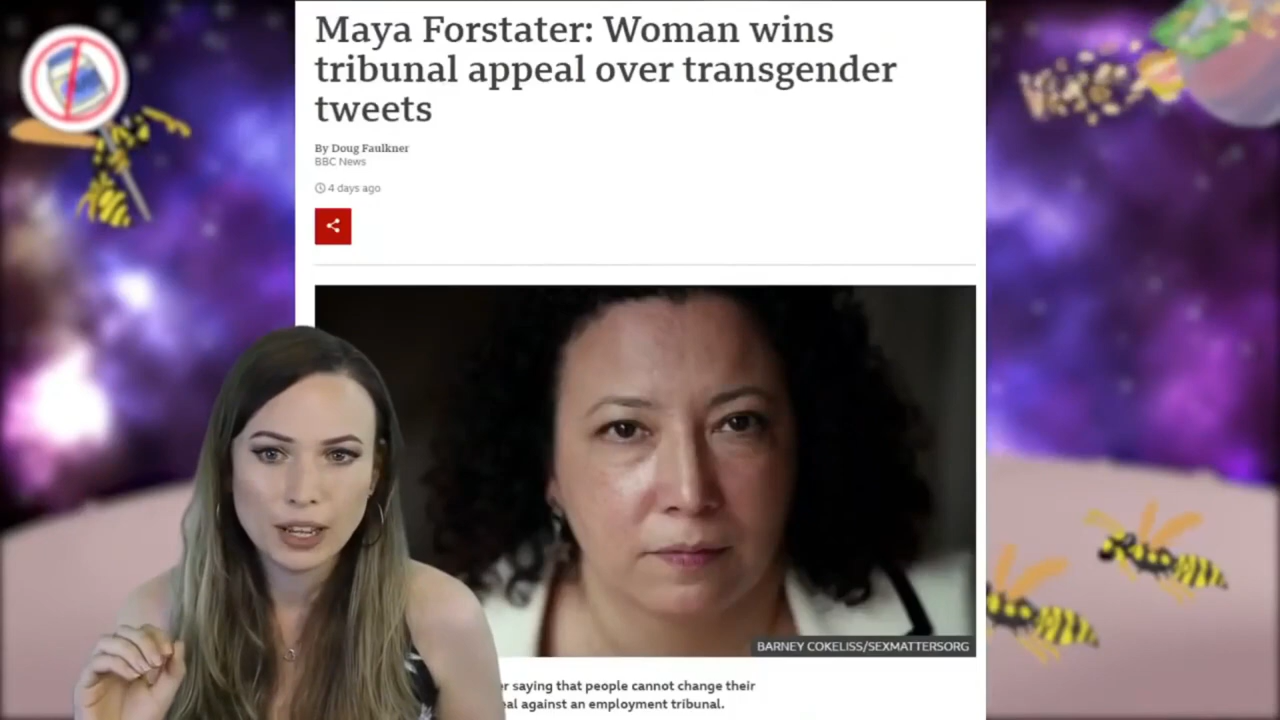 Maya Forstater: Woman wins
tribunal appeal over transgender
tweets
By Doug Faulkner
BBC News
4 days ago
BARNEY COKELISS/SEXMATTERSORG
saying that people cannot change their
against an employment tribunal.